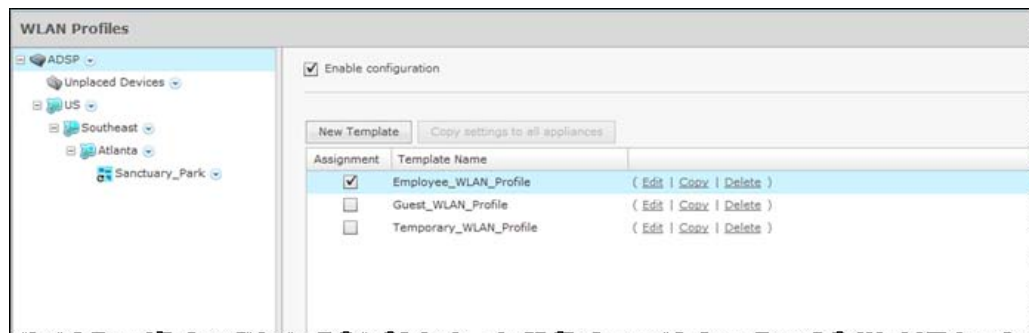 WLAN Profiles
ADSP
Unplaced Devices
US
Southeast
Atlanta
Sanctuary_Park
Enable configuration
New Template
Copy settings to all appliances
Assignment Template Name
Employee_WLAN_Profile ( Edit | Copy | Delete )
Guest_WLAN_Profile ( Edit | Copy | Delete )
Temporary_WLAN_Profile ( Edit | Copy | Delete )